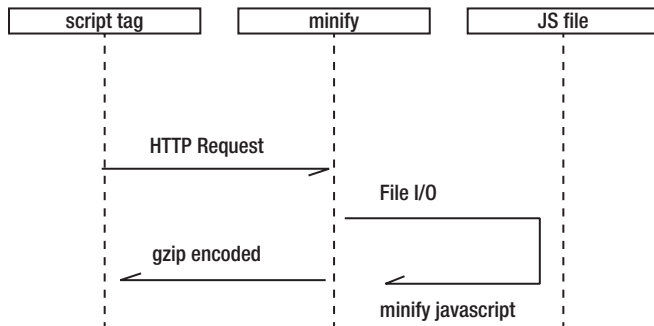 script tag
minify
JS file
HTTP Request
File I/O
gzip encoded
minify javascript